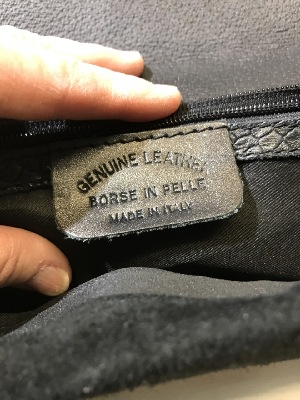 GENUINE LEATHER
BORSE IN PELLE
MADE IN ITALY